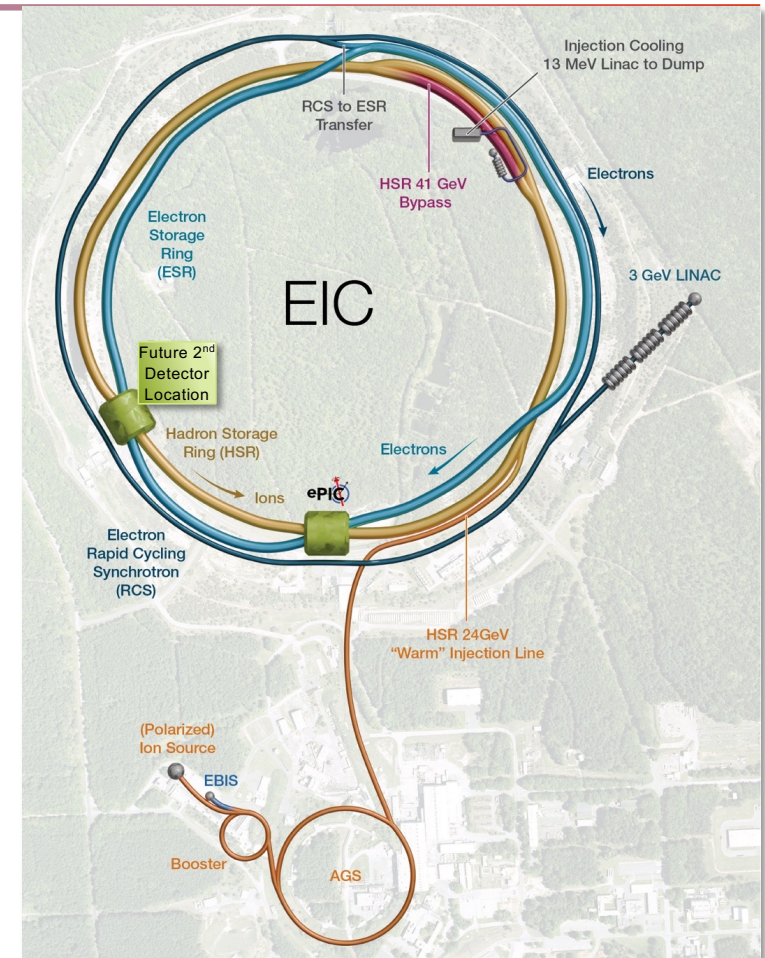 Injection Cooling
13 MeV Linac to Dump
RCS to ESR
Transfer
HSR 41 GeV
Bypass
Electrons
Electron
Storage
Ring
(ESR)
3 GeV LINAC
EIC
Future 2nd
Detector
Location
Hadron Storage
Ring (HSR)
Electrons
Ions
ePIC
Electron
Rapid Cycling
Synchrotron
(RCS)
HSR 24GeV
“Warm” Injection Line
(Polarized)
Ion Source
EBIS
Booster
AGS